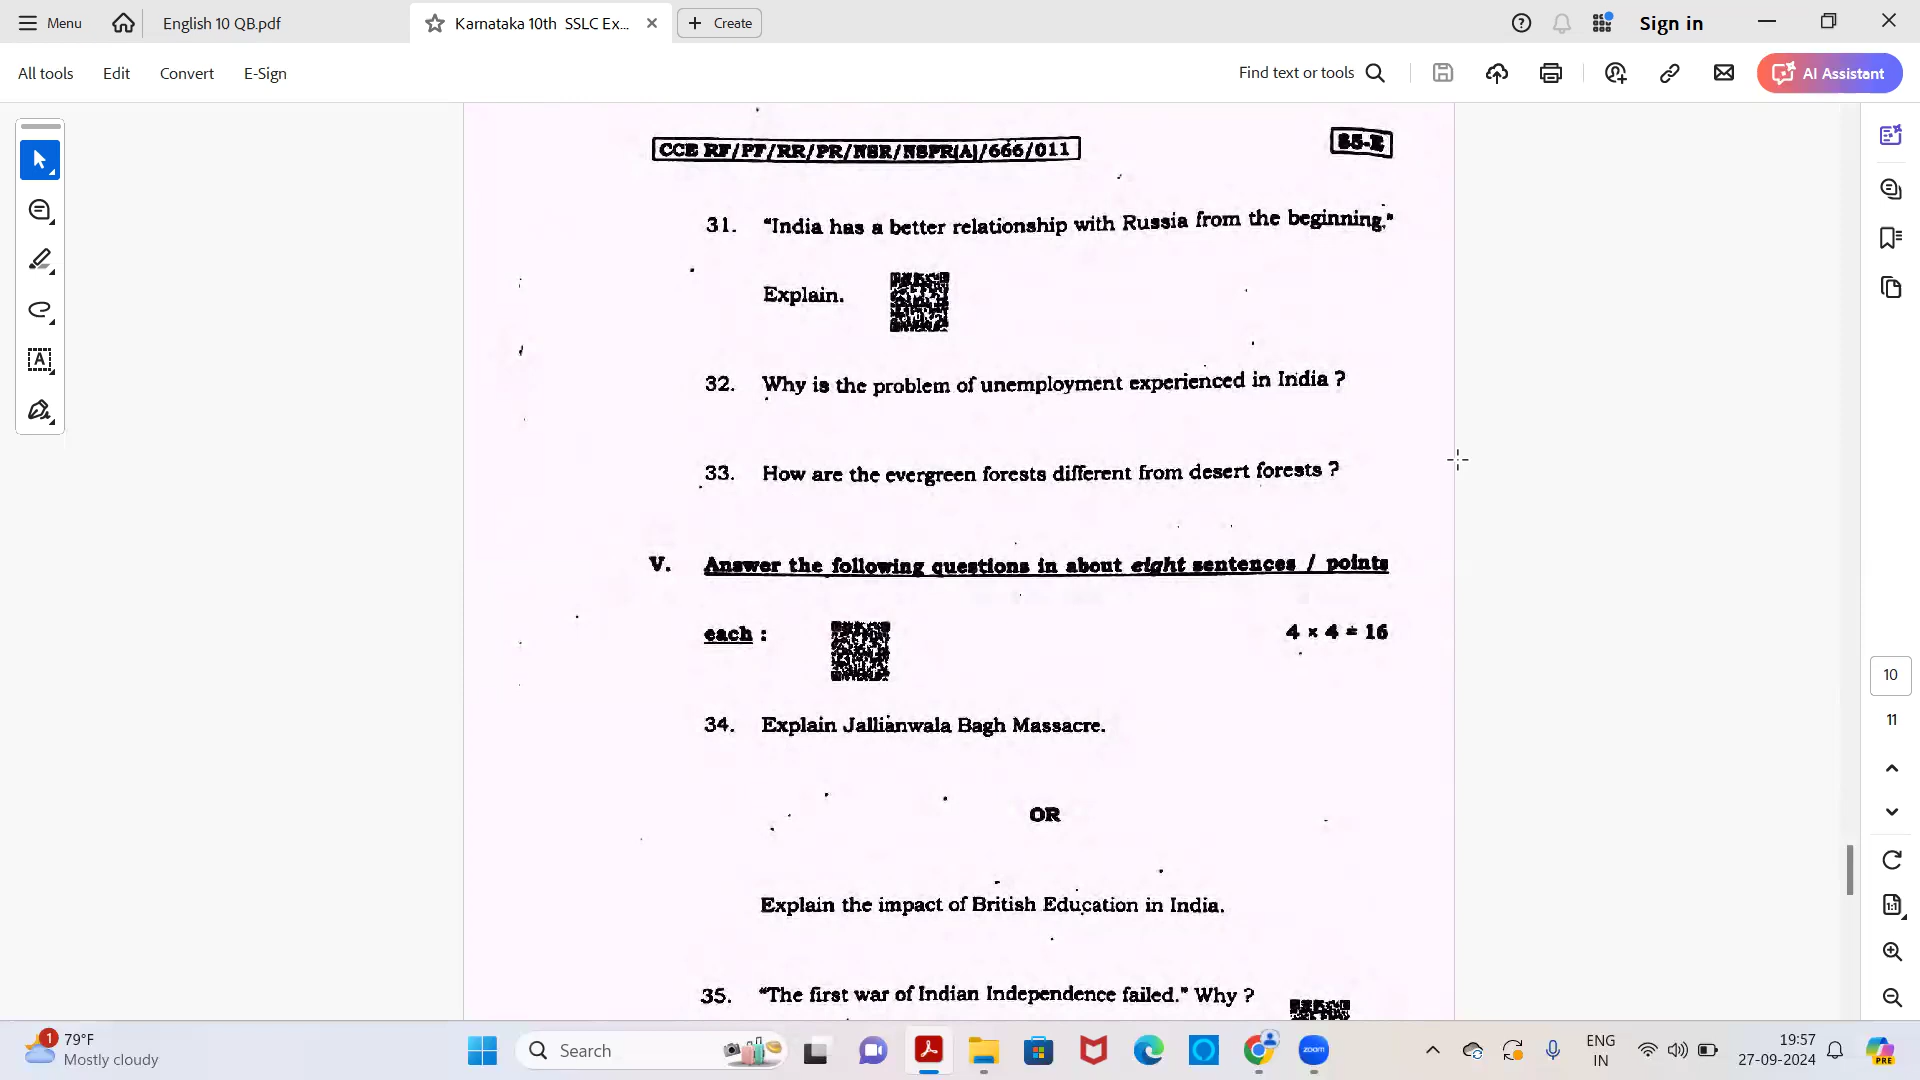 Menu
English 10 QB.pdf
Karnataka 10th SSLC Ex...
Create
Sign in
All tools
Edit
Convert
E-Sign
Find text or tools
AI Assistant
CCE RF/PF/RR/PR/NSR/NSPR(A)/666/011
85-E
31. "India has a better relationship with Russia from the beginning."
Explain.
32. Why is the problem of unemployment experienced in India ?
33. How are the evergreen forests different from desert forests ?
V. Answer the following questions in about eight sentences / points
each :
4 × 4 = 16
34. Explain Jallianwala Bagh Massacre.
OR
Explain the impact of British Education in India.
35. "The first war of Indian Independence failed." Why ?
10
11
1:1
1
79°F
Mostly cloudy
Search
zoom
ENG
IN
19:57
27-09-2024
PRE